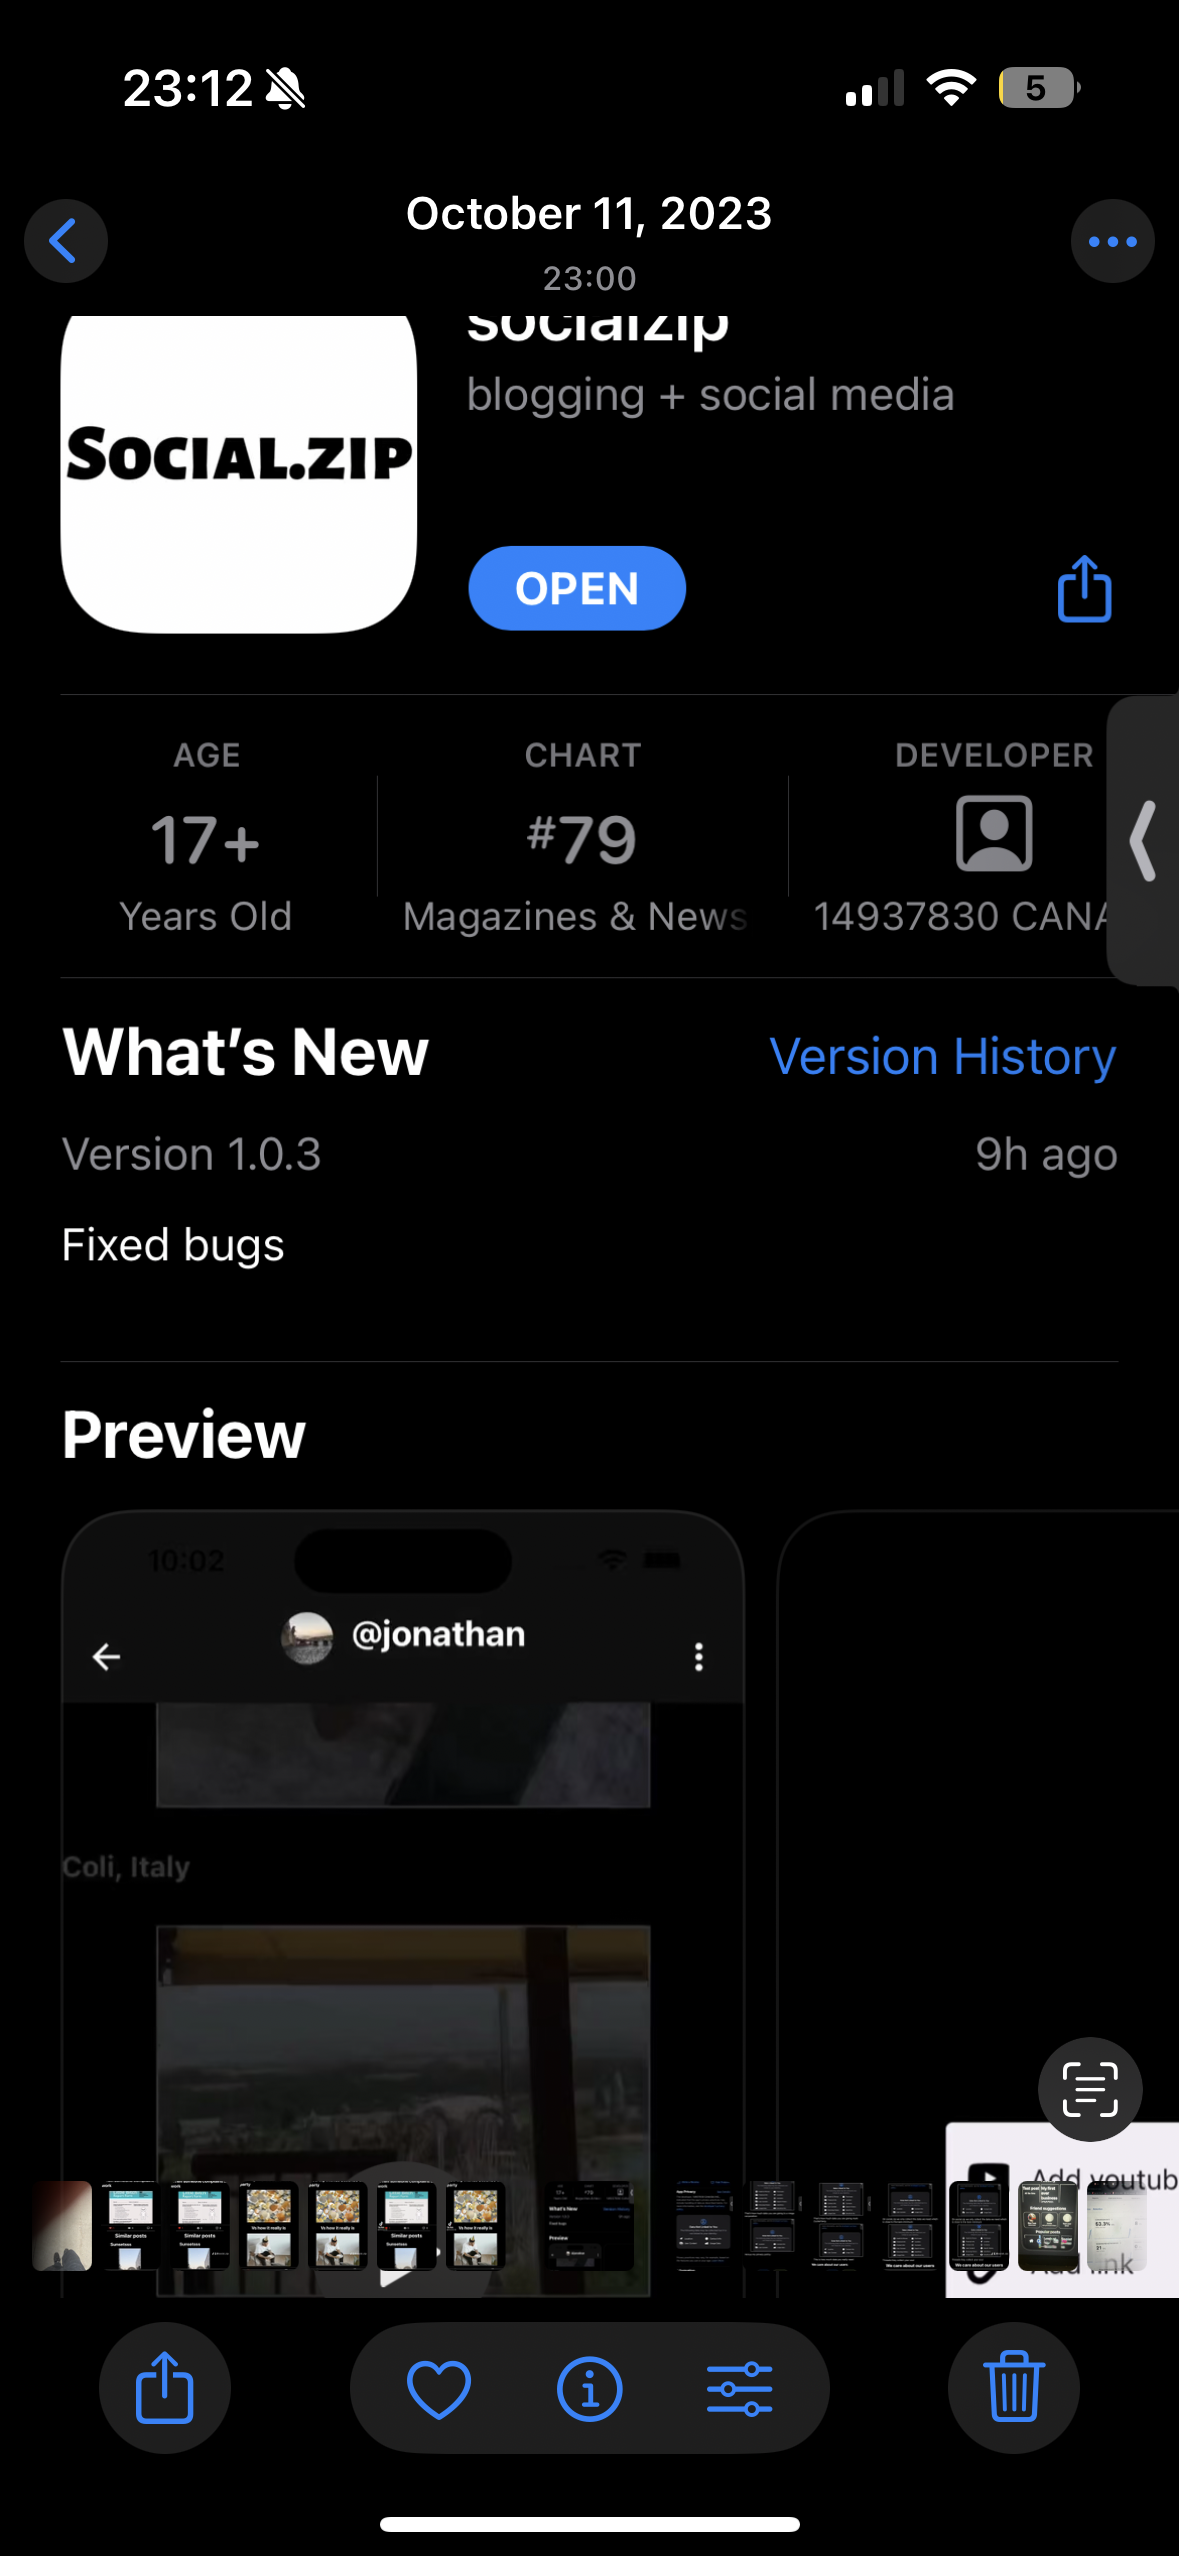 23:12
5
October 11, 2023
23:00
socialzip
blogging + social media
SOCIAL.ZIP
OPEN
AGE
CHART
DEVELOPER
17+
#79
Years Old
Magazines & News
14937830 CANA
What's New
Version History
Version 1.0.3
9h ago
Fixed bugs
Preview
10:02
@jonathan
Coli, Italy
Add youtub
Add link